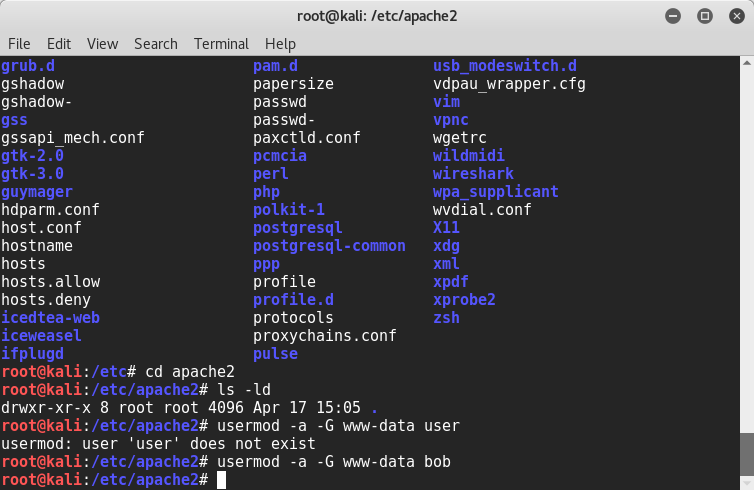 root@kali: /etc/apache2
File Edit View Search Terminal Help
grub.d pam.d usb_modeswitch.d
gshadow papersize vdpau_wrapper.cfg
gshadow- passwd vim
gss passwd- vpnc
gssapi_mech.conf paxctld.conf wgetrc
gtk-2.0 pcmcia wildmidi
gtk-3.0 perl wireshark
guymager php wpa_supplicant
hdparm.conf polkit-1 wvdial.conf
host.conf postgresql X11
hostname postgresql-common xdg
hosts ppp xml
hosts.allow profile xpdf
hosts.deny profile.d xprobe2
icedtea-web protocols zsh
iceweasel proxychains.conf
ifplugd pulse
root@kali:/etc# cd apache2
root@kali:/etc/apache2# ls -ld
drwxr-xr-x 8 root root 4096 Apr 17 15:05 .
root@kali:/etc/apache2# usermod -a -G www-data user
usermod: user 'user' does not exist
root@kali:/etc/apache2# usermod -a -G www-data bob
root@kali:/etc/apache2#